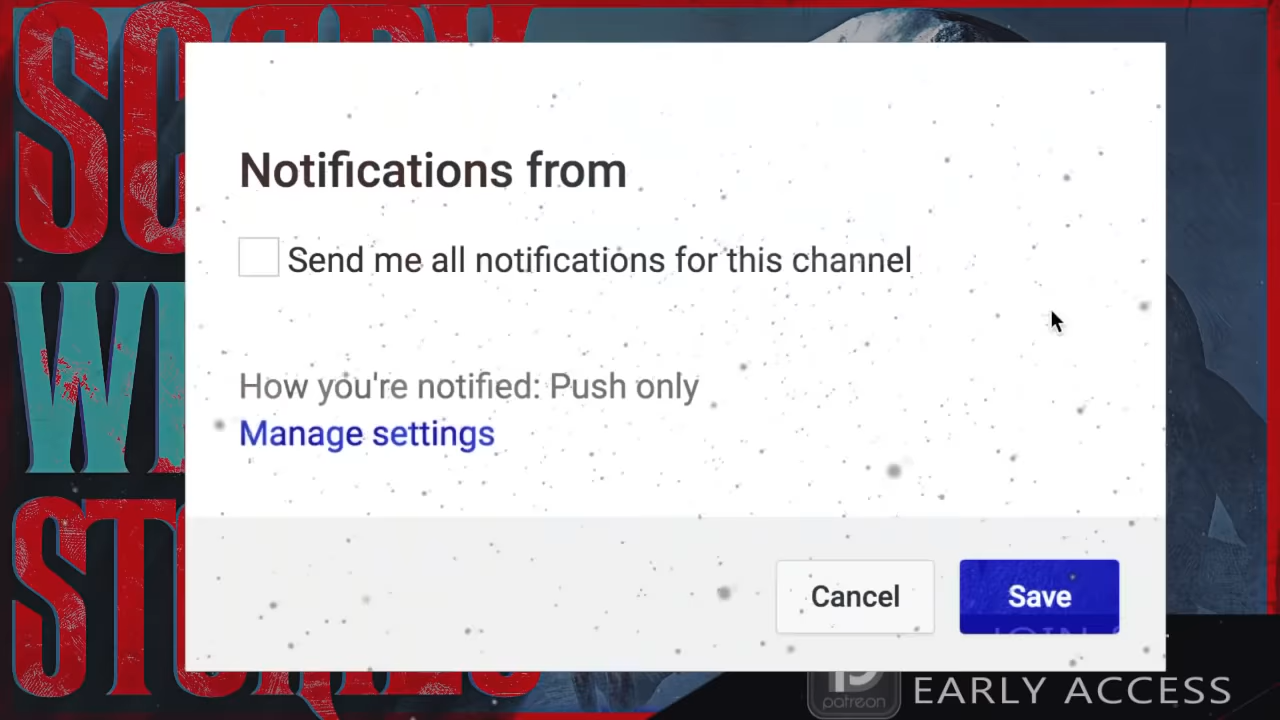 Notifications from
Send me all notifications for this channel
How you're notified: Push only
Manage settings
Cancel
Save
JOIN
patreon
EARLY ACCESS